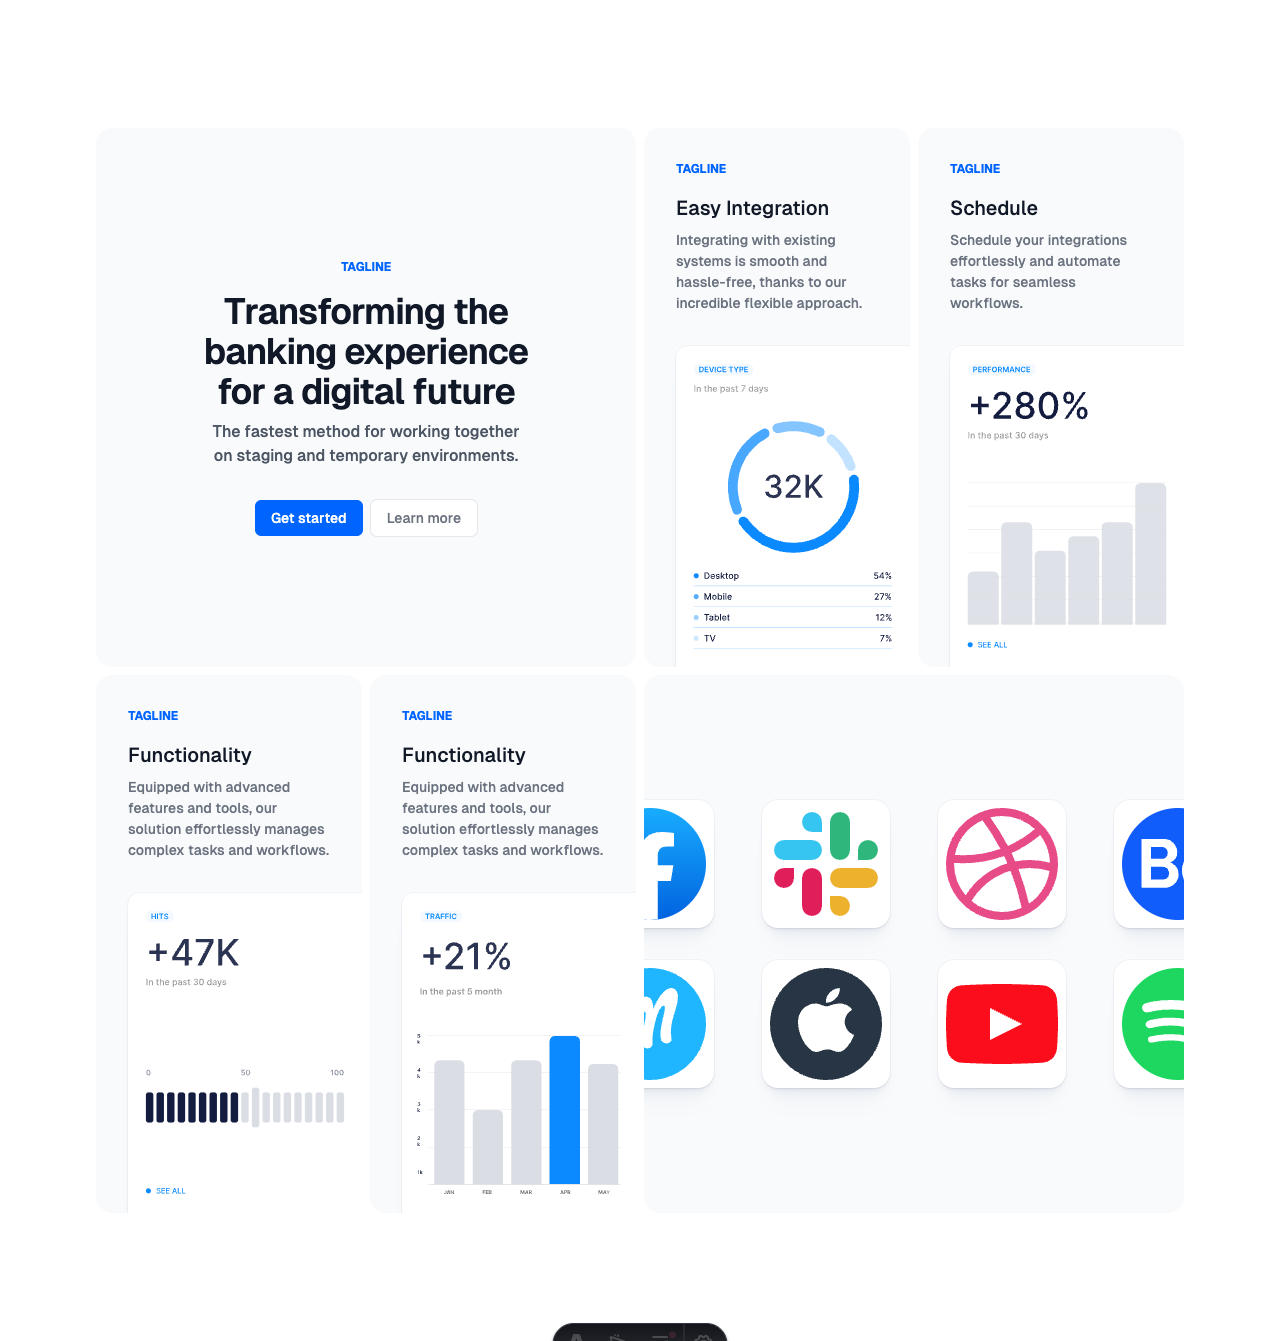 TAGLINE
Transforming the
banking experience
for a digital future
The fastest method for working together
on staging and temporary environments.
Get started
Learn more
TAGLINE
Easy Integration
Integrating with existing
systems is smooth and
hassle-free, thanks to our
incredible flexible approach.
DEVICE TYPE
In the past 7 days
32K
Desktop 54%
Mobile 27%
Tablet 12%
TV 7%
TAGLINE
Schedule
Schedule your integrations
effortlessly and automate
tasks for seamless
workflows.
PERFORMANCE
+280%
In the past 30 days
SEE ALL
TAGLINE
Functionality
Equipped with advanced
features and tools, our
solution effortlessly manages
complex tasks and workflows.
HITS
+47K
In the past 30 days
0 50 100
SEE ALL
TAGLINE
Functionality
Equipped with advanced
features and tools, our
solution effortlessly manages
complex tasks and workflows.
TRAFFIC
+21%
In the past 5 month
5
k
4
k
3
k
2
k
1k
JAN FEB MAR APR MAY
f
B